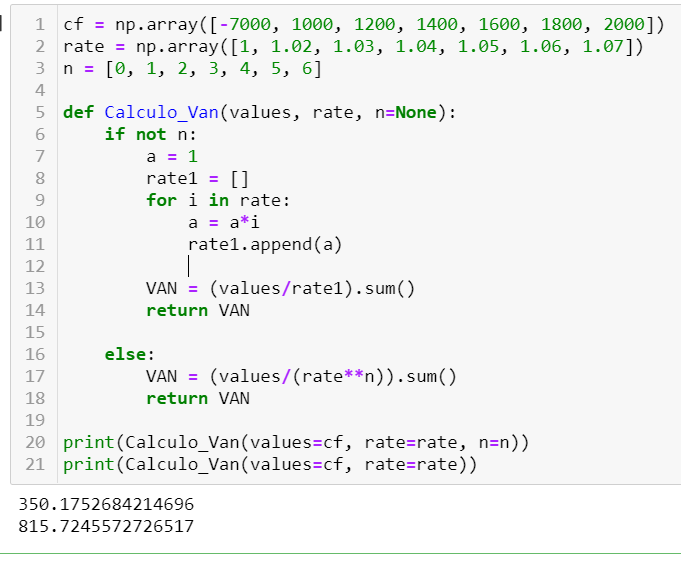 1 cf = np.array([-7000, 1000, 1200, 1400, 1600, 1800, 2000])
2 rate = np.array([1, 1.02, 1.03, 1.04, 1.05, 1.06, 1.07])
3 n = [0, 1, 2, 3, 4, 5, 6]
4
5 def Calculo_Van(values, rate, n=None):
6     if not n:
7         a = 1
8         rate1 = []
9         for i in rate:
10             a = a*i
11             rate1.append(a)
12
13         VAN = (values/rate1).sum()
14         return VAN
15
16     else:
17         VAN = (values/(rate**n)).sum()
18         return VAN
19
20 print(Calculo_Van(values=cf, rate=rate, n=n))
21 print(Calculo_Van(values=cf, rate=rate))
350.1752684214696
815.7245572726517